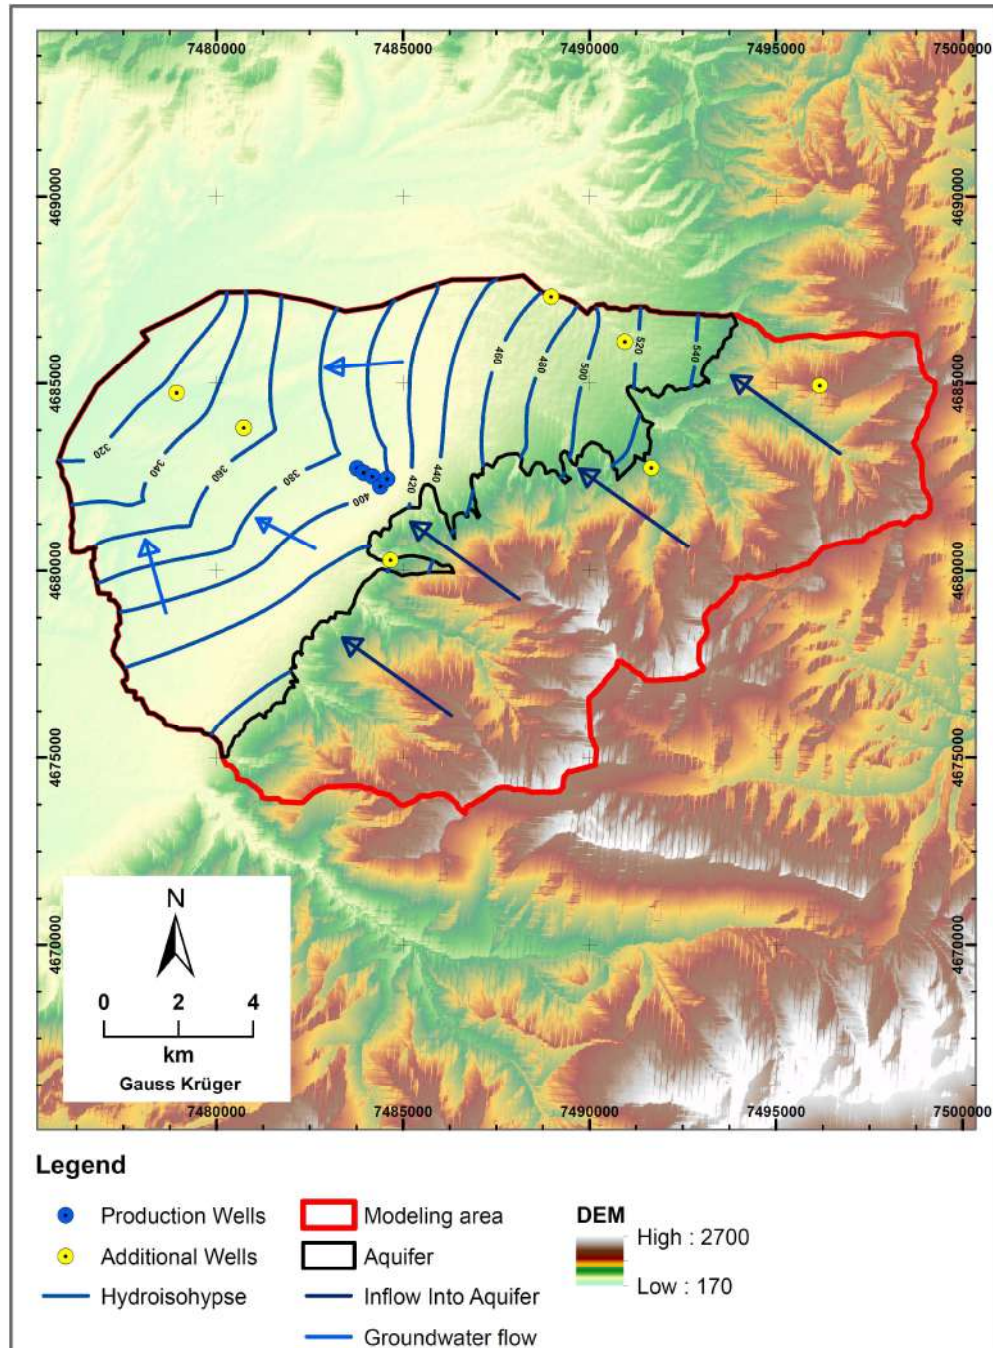 7480000 7485000 7490000 7495000 7500000
4690000 4690000
4685000 4685000
4680000 4680000
4675000 4675000
4670000 4670000
320
340
360
380
400
420
440
460
480
500
520
540
N
0 2 4
km
Gauss Krüger
7480000 7485000 7490000 7495000 7500000
Legend
Production Wells
Additional Wells
Hydroisohypse
Modeling area
Aquifer
Inflow Into Aquifer
Groundwater flow
DEM
High : 2700
Low : 170